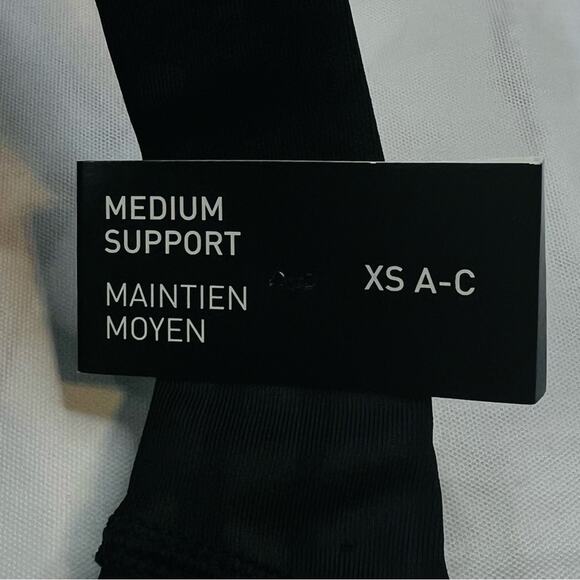 MEDIUM
SUPPORT
MAINTIEN
MOYEN
XS A-C